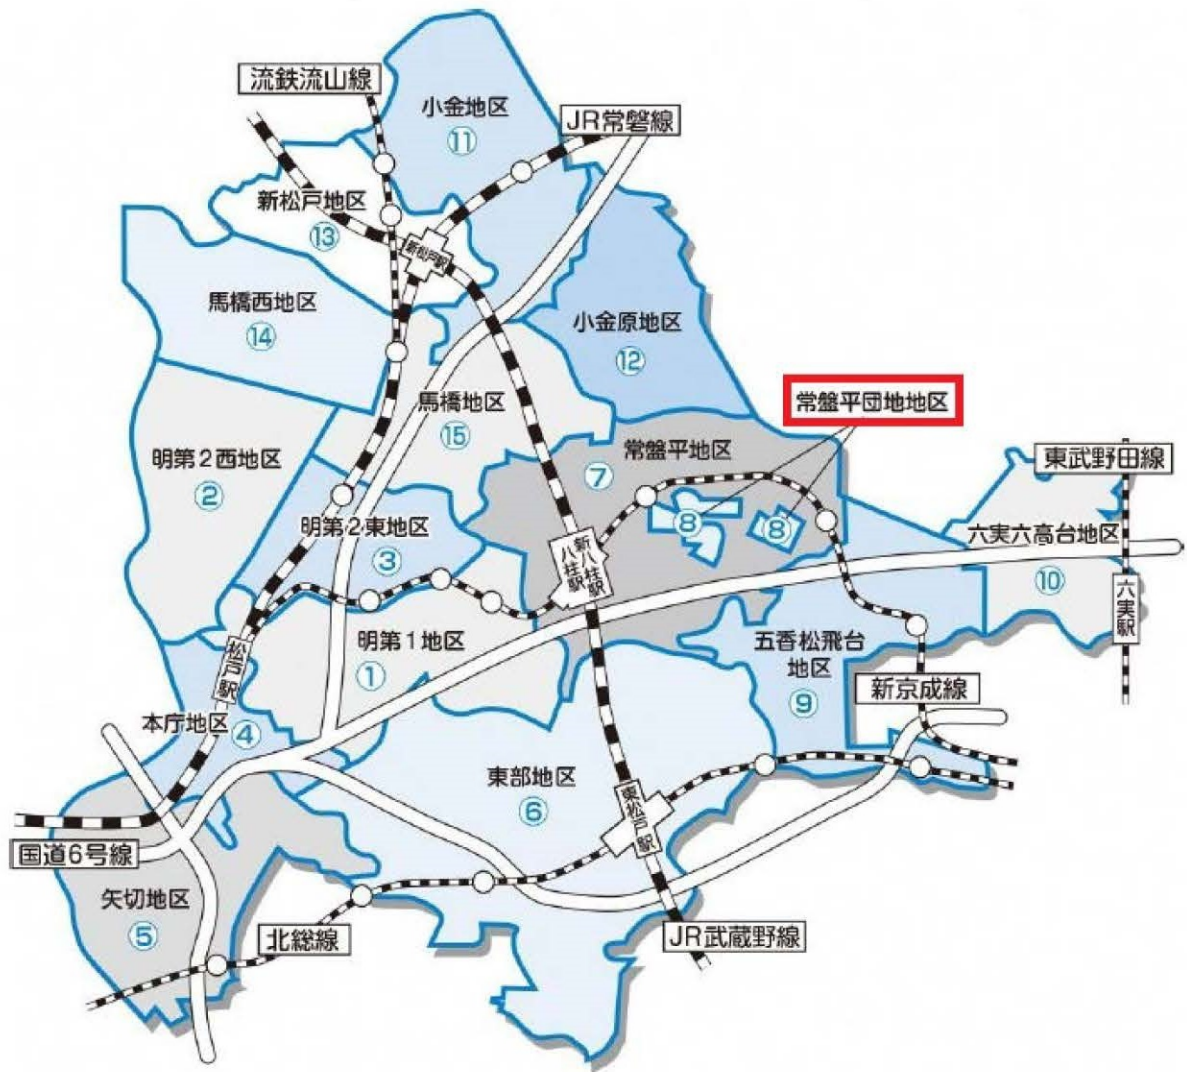 流鉄流山線
小金地区
⑪
JR常磐線
新松戸地区
⑬
新松戸駅
馬橋西地区
⑭
小金原地区
⑫
馬橋地区
⑮
常盤平団地地区
常盤平地区
⑦
東武野田線
明第2西地区
②
⑧
⑧
明第2東地区
③
六実六高台地区
⑩
新八柱駅
八柱駅
六実駅
明第1地区
①
五香松飛台
地区
⑨
松戸駅
新京成線
本庁地区
④
東部地区
⑥
東松戸駅
国道6号線
矢切地区
⑤
北総線
JR武蔵野線